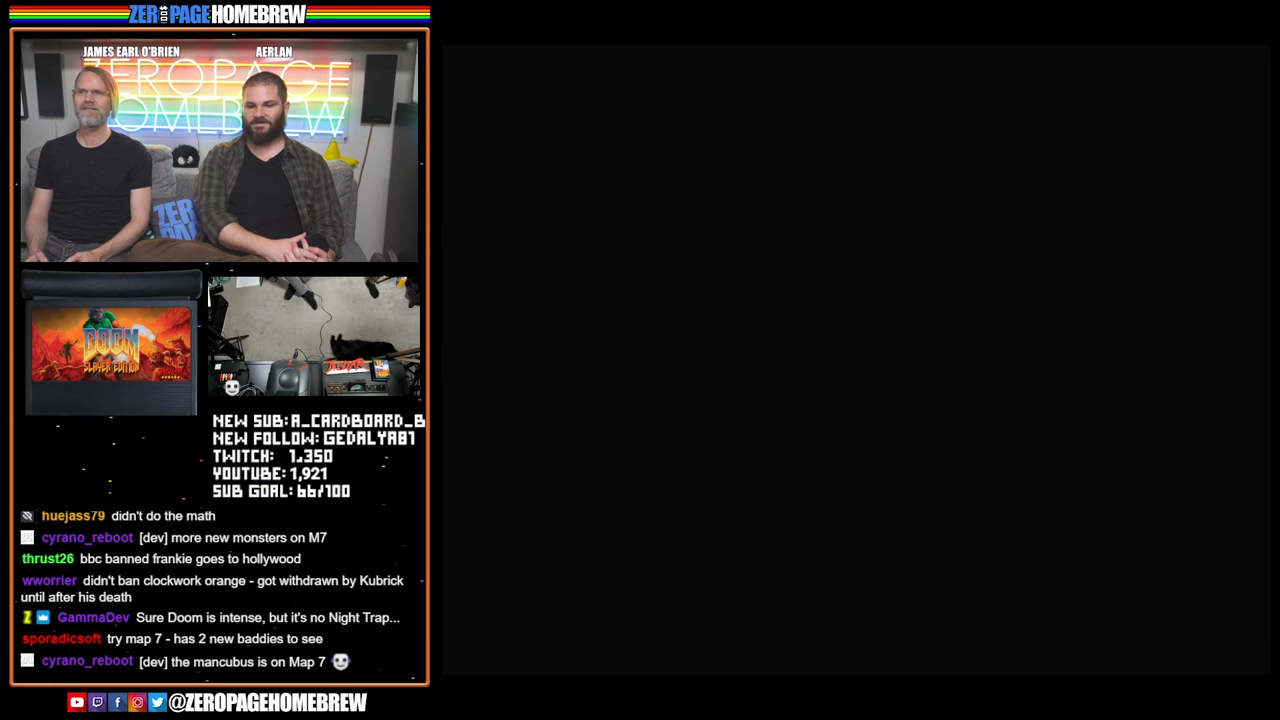 ZEROPAGEHOMEBREW
JAMES EARL O'BRIEN
AERLAN
ZEROPAGE
HOMEBREW
ZER
PAG
DOOM
SLAYER EDITION
NEW SUB: A_CARDBOARD_B
NEW FOLLOW: GEDALYA81
TWITCH: 1,350
YOUTUBE: 1,921
SUB GOAL: 66/100
huejass79 didn't do the math
cyrano_reboot [dev] more new monsters on M7
thrust26 bbc banned frankie goes to hollywood
wworrier didn't ban clockwork orange - got withdrawn by Kubrick
until after his death
GammaDev Sure Doom is intense, but it's no Night Trap...
sporadicsoft try map 7 - has 2 new baddies to see
cyrano_reboot [dev] the mancubus is on Map 7
@ZEROPAGEHOMEBREW